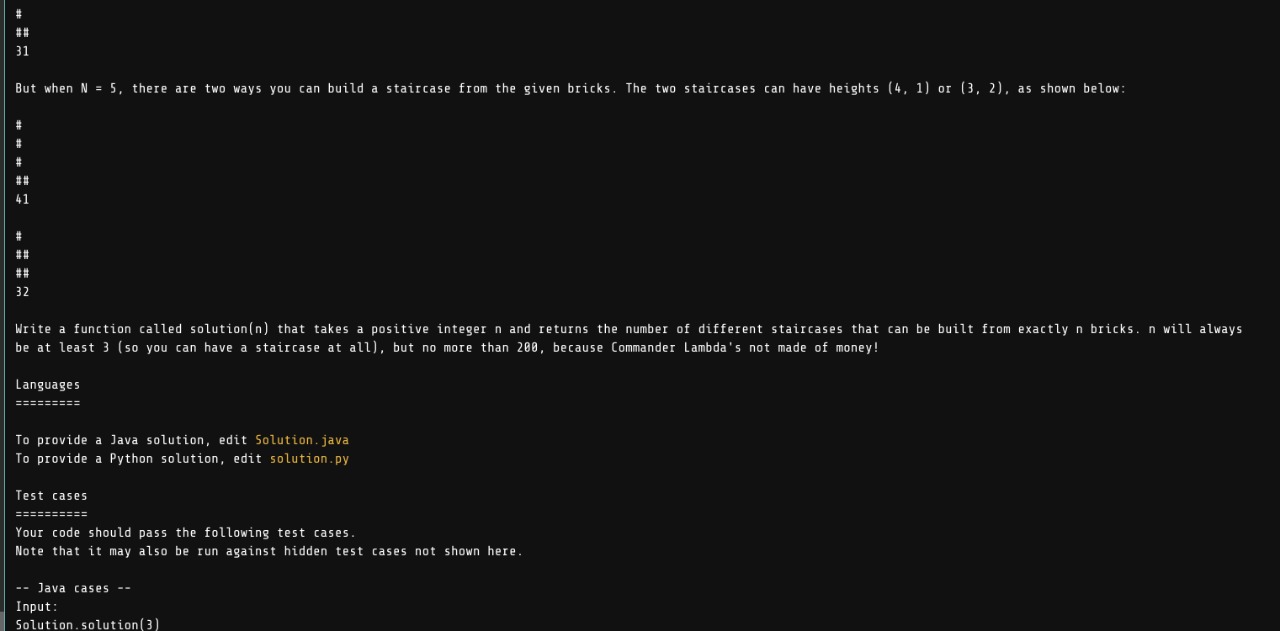 #
##
31
But when N = 5, there are two ways you can build a staircase from the given bricks. The two staircases can have heights (4, 1) or (3, 2), as shown below:
#
#
#
##
41
#
##
##
32
Write a function called solution(n) that takes a positive integer n and returns the number of different staircases that can be built from exactly n bricks. n will always
be at least 3 (so you can have a staircase at all), but no more than 200, because Commander Lambda's not made of money!
Languages
=========
To provide a Java solution, edit Solution.java
To provide a Python solution, edit solution.py
Test cases
==========
Your code should pass the following test cases.
Note that it may also be run against hidden test cases not shown here.
-- Java cases --
Input:
Solution.solution(3)